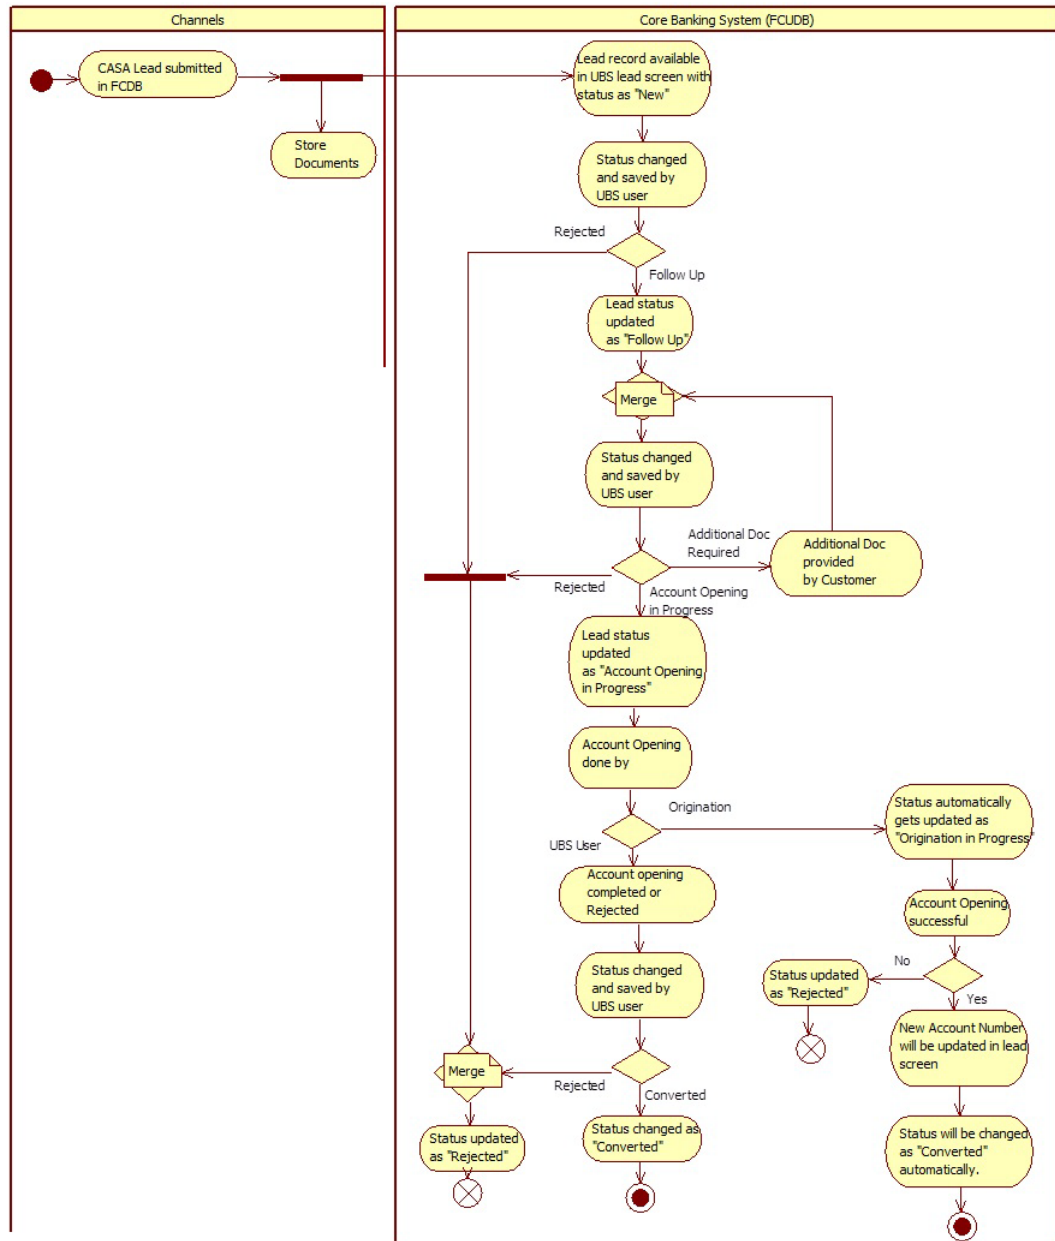 Channels
Core Banking System (FCUDB)
CASA Lead submitted
in FCDB
Lead record available
in UBS lead screen with
status as "New"
Store
Documents
Status changed
and saved by
UBS user
Rejected
Follow Up
Lead status
updated
as "Follow Up"
Merge
Status changed
and saved by
UBS user
Additional Doc
Required
Additional Doc
provided
by Customer
Rejected
Account Opening
in Progress
Lead status
updated
as "Account Opening
in Progress"
Account Opening
done by
Origination
Status automatically
gets updated as
"Origination in Progress"
UBS User
Account opening
completed or
Rejected
Account Opening
successful
No
Status updated
as "Rejected"
Yes
Status changed
and saved by
UBS user
New Account Number
will be updated in lead
screen
Merge
Rejected
Converted
Status updated
as "Rejected"
Status changed as
"Converted"
Status will be changed
as "Converted"
automatically.